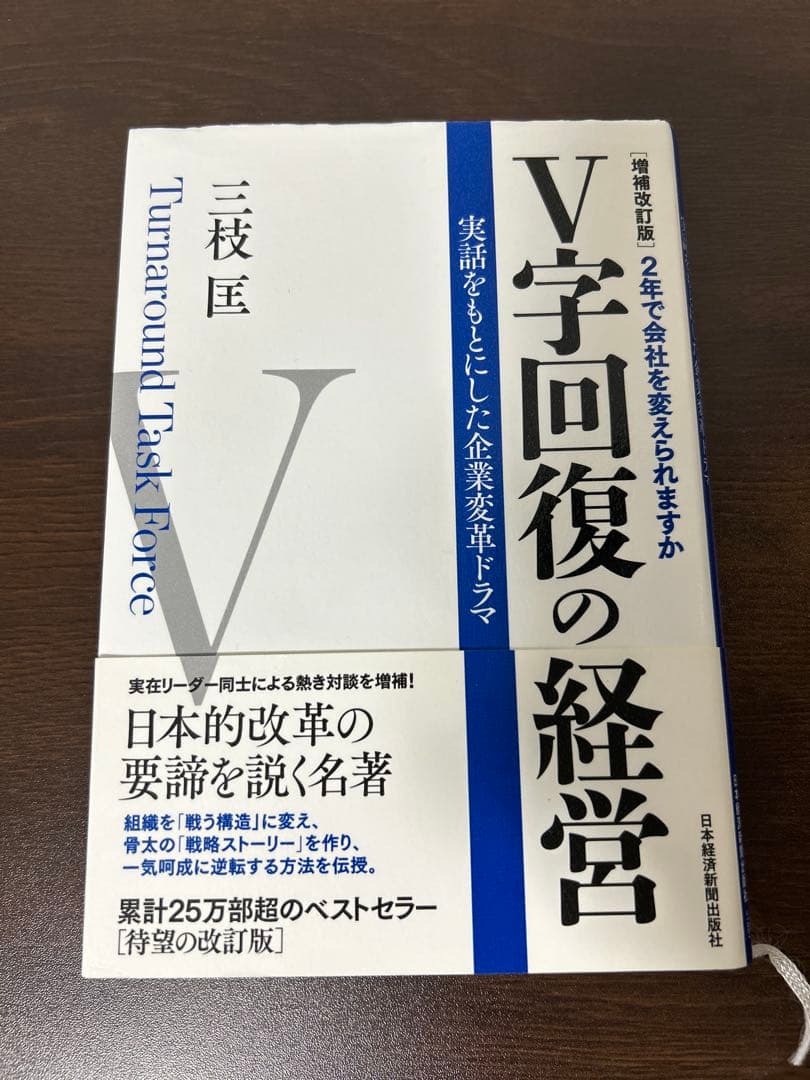 [増補改訂版] 2年で会社を変えられますか
V字回復の経営
実話をもとにした企業変革ドラマ
三枝 匡
Turnaround Task Force
V
実在リーダー同士による熱き対談を増補!
日本的改革の
要諦を説く名著
組織を「戦う構造」に変え、
骨太の「戦略ストーリー」を作り、
一気呵成に逆転する方法を伝授。
累計25万部超のベストセラー
[待望の改訂版]
日本経済新聞出版社